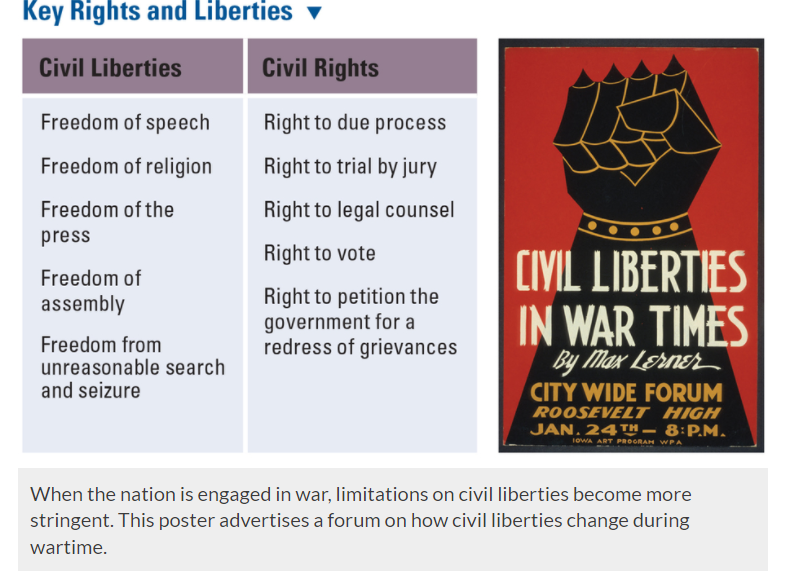 Key Rights and Liberties ▼
Civil Liberties
Freedom of speech
Freedom of religion
Freedom of the
press
Freedom of
assembly
Freedom from
unreasonable search
and seizure
Civil Rights
Right to due process
Right to trial by jury
Right to legal counsel
Right to vote
Right to petition the
government for a
redress of grievances
CIVIL LIBERTIES
IN WAR TIMES
By Max Lerner
CITY WIDE FORUM
ROOSEVELT HIGH
JAN. 24TH — 8:P.M.
IOWA ART PROGRAM WPA
When the nation is engaged in war, limitations on civil liberties become more
stringent. This poster advertises a forum on how civil liberties change during
wartime.